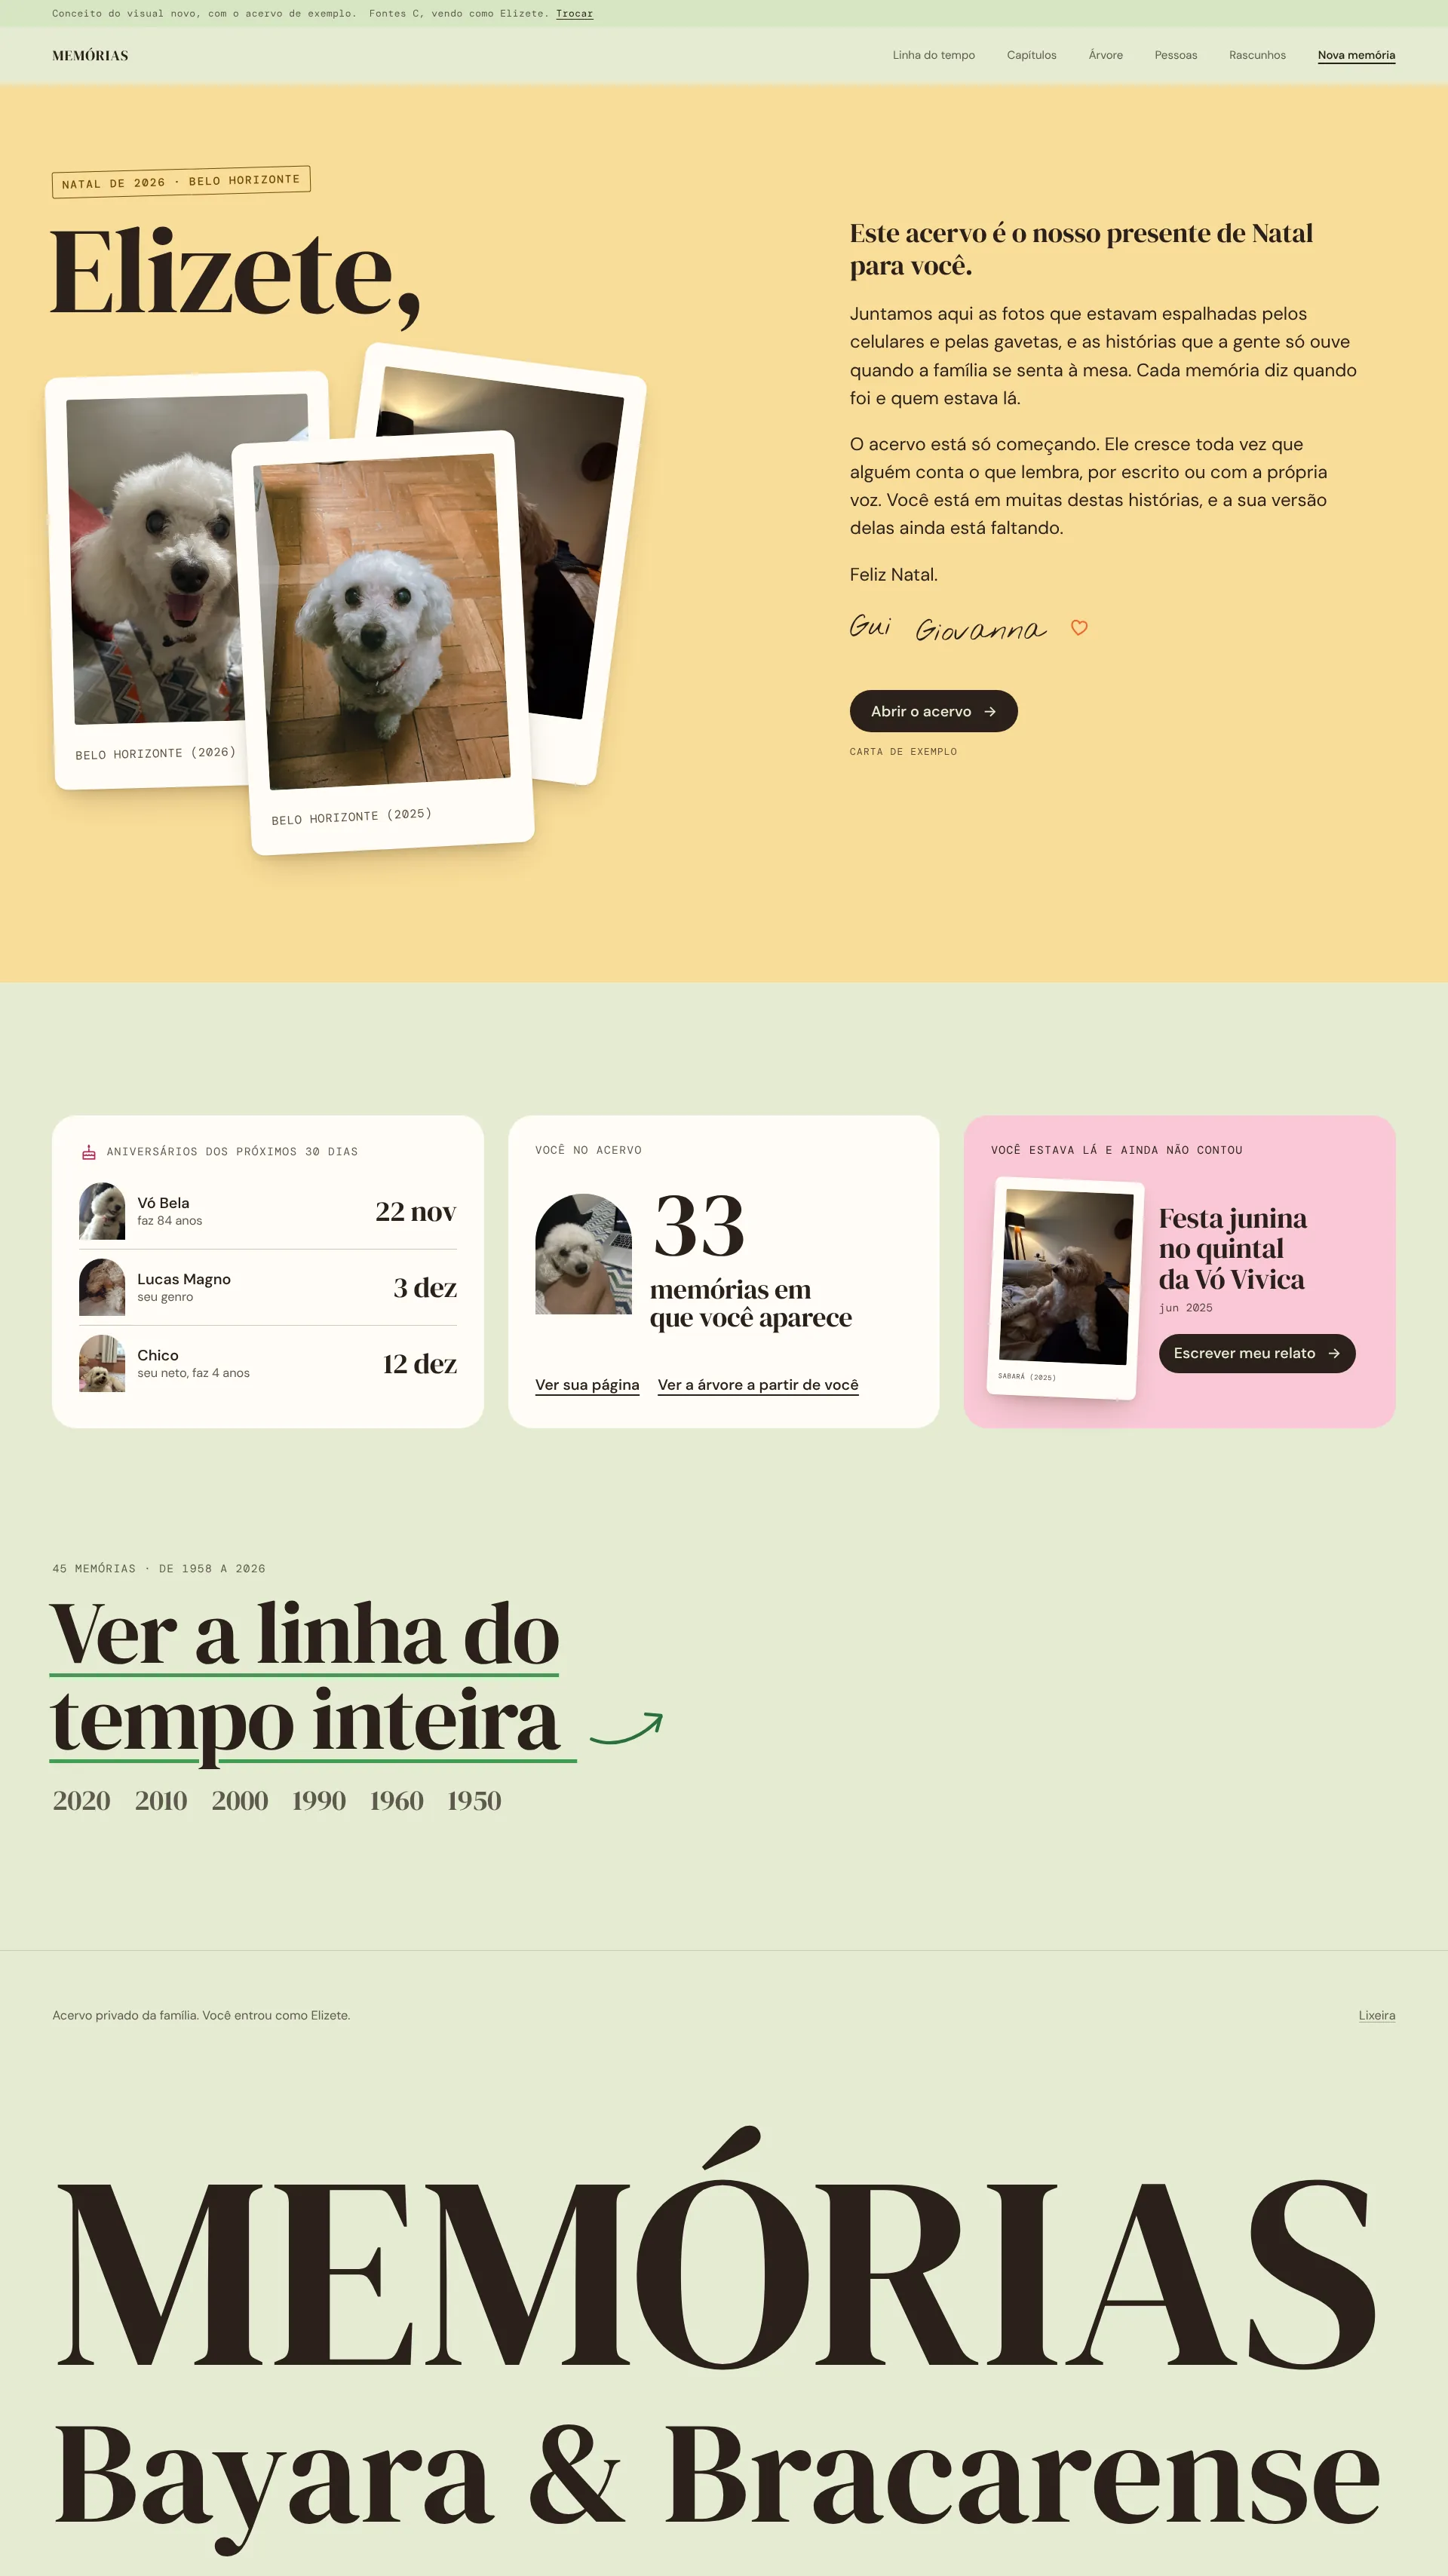 Conceito do visual novo, com o acervo de exemplo. Fontes C, vendo como Elizete. Trocar
MEMÓRIAS
Linha do tempo
Capítulos
Árvore
Pessoas
Rascunhos
Nova memória
NATAL DE 2026 · BELO HORIZONTE
Elizete,
BELO HORIZONTE (2026)
BELO HORIZONTE (2025)
Este acervo é o nosso presente de Natal
para você.
Juntamos aqui as fotos que estavam espalhadas pelos
celulares e pelas gavetas, e as histórias que a gente só ouve
quando a família se senta à mesa. Cada memória diz quando
foi e quem estava lá.
O acervo está só começando. Ele cresce toda vez que
alguém conta o que lembra, por escrito ou com a própria
voz. Você está em muitas destas histórias, e a sua versão
delas ainda está faltando.
Feliz Natal.
Gui Giovanna
Abrir o acervo →
CARTA DE EXEMPLO
ANIVERSÁRIOS DOS PRÓXIMOS 30 DIAS
Vó Bela
faz 84 anos
22 nov
Lucas Magno
seu genro
3 dez
Chico
seu neto, faz 4 anos
12 dez
VOCÊ NO ACERVO
33
memórias em
que você aparece
Ver sua página
Ver a árvore a partir de você
VOCÊ ESTAVA LÁ E AINDA NÃO CONTOU
SABARÁ (2025)
Festa junina
no quintal
da Vó Vivica
jun 2025
Escrever meu relato →
45 MEMÓRIAS · DE 1958 A 2026
Ver a linha do
tempo inteira
2020 2010 2000 1990 1960 1950
Acervo privado da família. Você entrou como Elizete.
Lixeira
MEMÓRIAS
Bayara & Bracarense